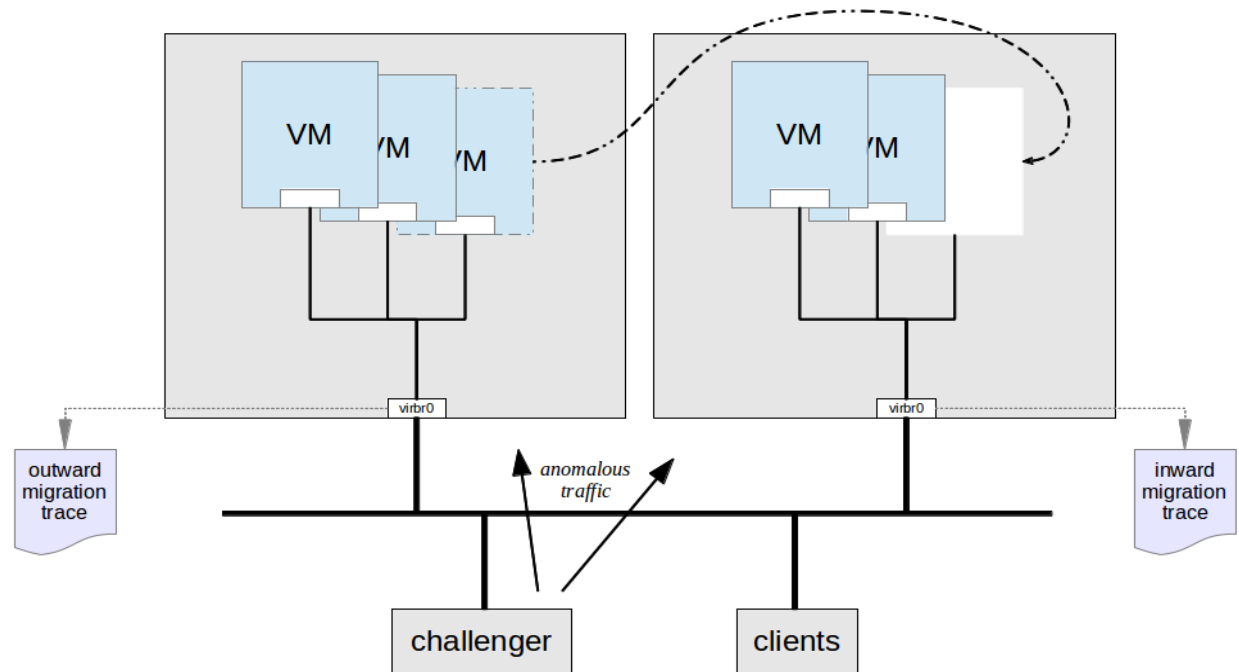 VM
VM
VM
VM
VM
virbr0
virbr0
outward
migration
trace
anomalous
traffic
inward
migration
trace
challenger
clients